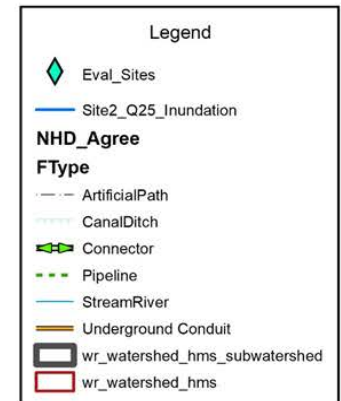 Legend
Eval_Sites
Site2_Q25_Inundation
NHD_Agree
FType
ArtificialPath
CanalDitch
Connector
Pipeline
StreamRiver
Underground Conduit
wr_watershed_hms_subwatershed
wr_watershed_hms